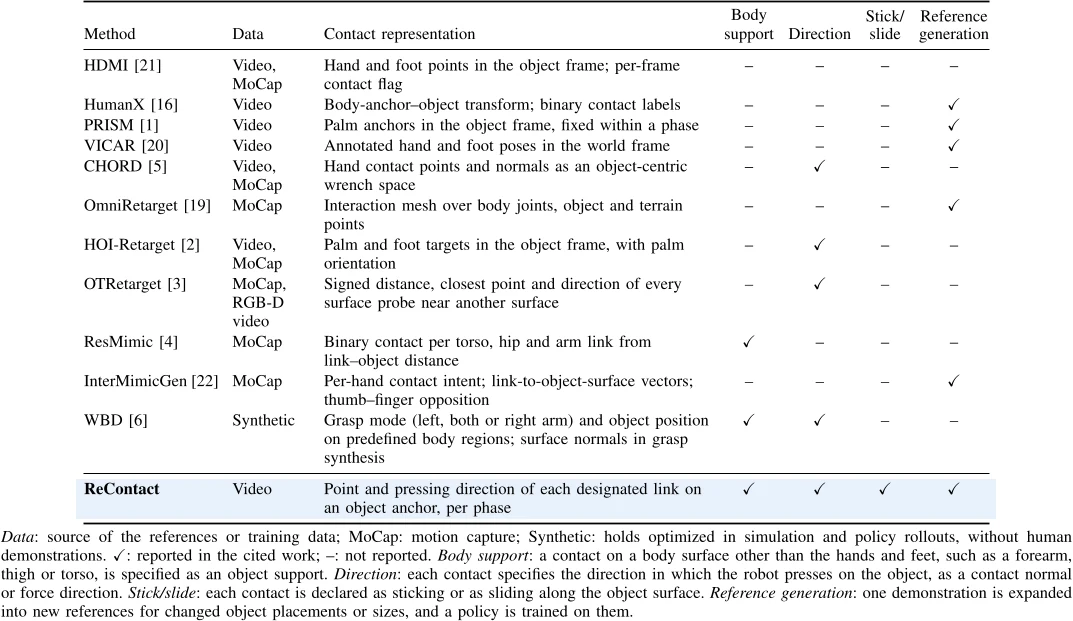 Method Data Contact representation Body support Direction Stick/ slide Reference generation
HDMI [21] Video, MoCap Hand and foot points in the object frame; per-frame contact flag – – – –
HumanX [16] Video Body-anchor–object transform; binary contact labels – – – ✓
PRISM [1] Video Palm anchors in the object frame, fixed within a phase – – – ✓
VICAR [20] Video Annotated hand and foot poses in the world frame – – – ✓
CHORD [5] Video, MoCap Hand contact points and normals as an object-centric wrench space – ✓ – –
OmniRetarget [19] MoCap Interaction mesh over body joints, object and terrain points – – – ✓
HOI-Retarget [2] Video, MoCap Palm and foot targets in the object frame, with palm orientation – ✓ – –
OTRetarget [3] MoCap, RGB-D video Signed distance, closest point and direction of every surface probe near another surface – ✓ – –
ResMimic [4] MoCap Binary contact per torso, hip and arm link from link–object distance ✓ – – –
InterMimicGen [22] MoCap Per-hand contact intent; link-to-object-surface vectors; thumb–finger opposition – – – ✓
WBD [6] Synthetic Grasp mode (left, both or right arm) and object position on predefined body regions; surface normals in grasp synthesis ✓ ✓ – –
ReContact Video Point and pressing direction of each designated link on an object anchor, per phase ✓ ✓ ✓ ✓
Data: source of the references or training data; MoCap: motion capture; Synthetic: holds optimized in simulation and policy rollouts, without human
demonstrations. ✓: reported in the cited work; –: not reported. Body support: a contact on a body surface other than the hands and feet, such as a forearm,
thigh or torso, is specified as an object support. Direction: each contact specifies the direction in which the robot presses on the object, as a contact normal
or force direction. Stick/slide: each contact is declared as sticking or as sliding along the object surface. Reference generation: one demonstration is expanded
into new references for changed object placements or sizes, and a policy is trained on them.